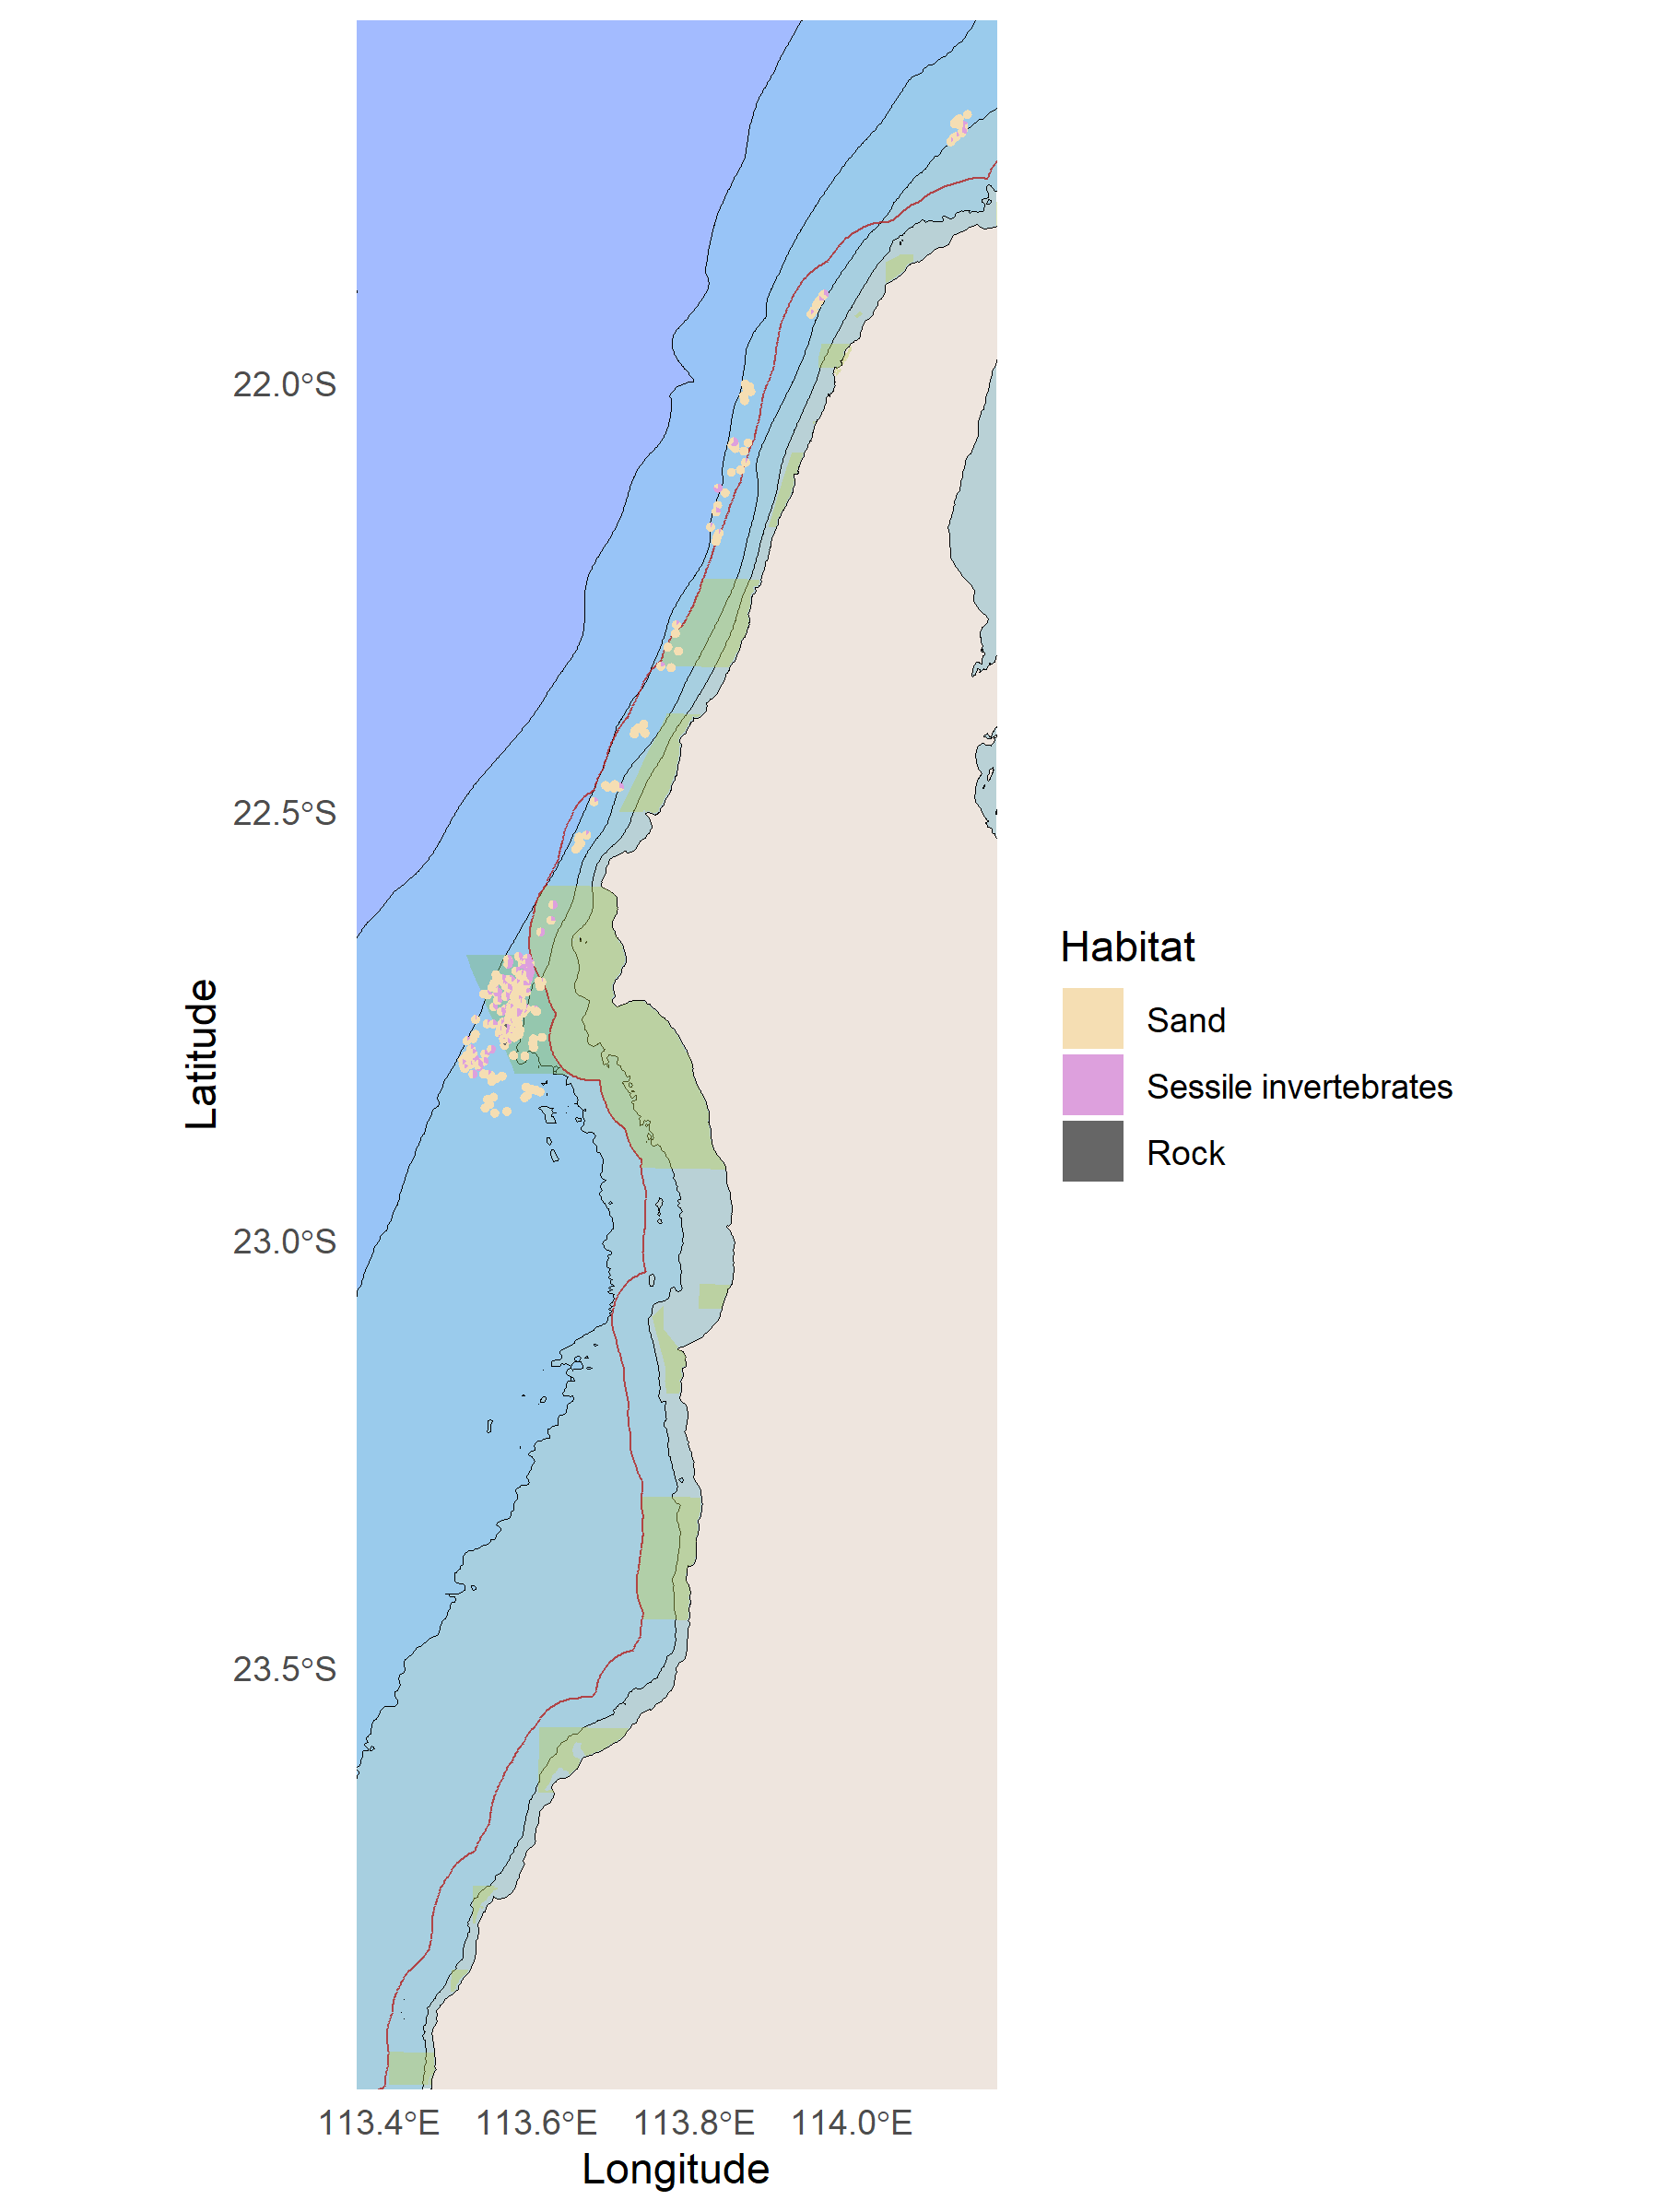 22.0°S
22.5°S
23.0°S
23.5°S
Latitude
113.4°E 113.6°E 113.8°E 114.0°E
Longitude
Habitat
Sand
Sessile invertebrates
Rock